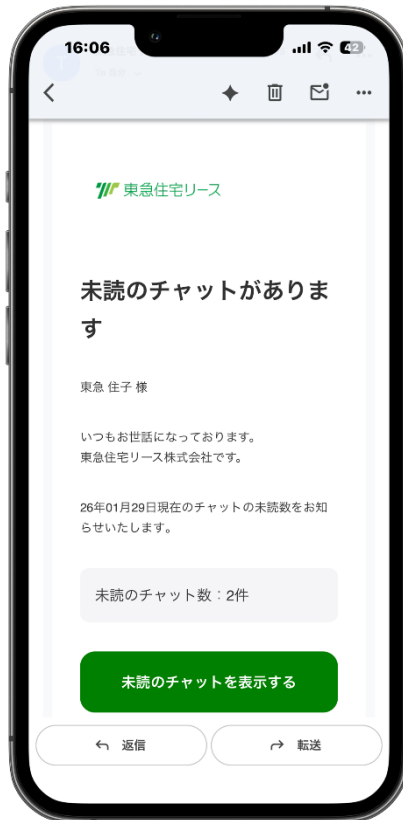 16:06
42
東急住宅リース
未読のチャットがありま
す
東急 住子 様
いつもお世話になっております。
東急住宅リース株式会社です。
26年01月29日現在のチャットの未読数をお知
らせいたします。
未読のチャット数：2件
未読のチャットを表示する
返信
転送